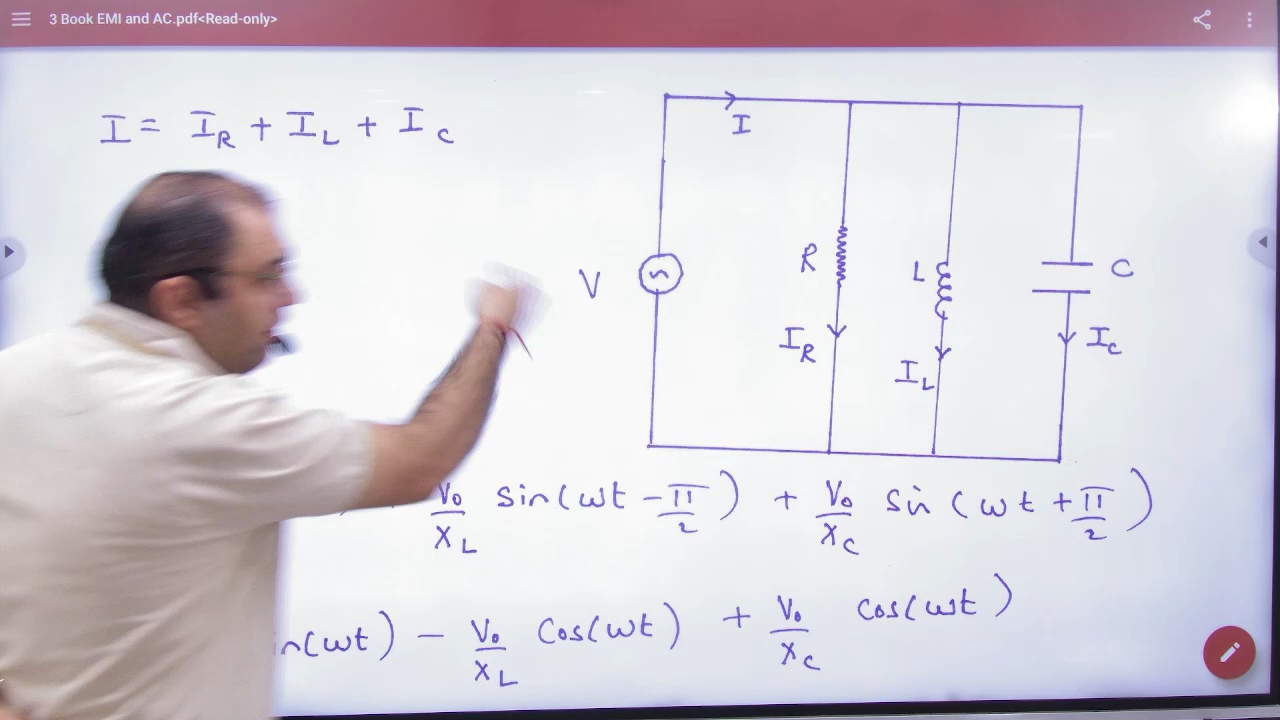 3 Book EMI and AC.pdf<Read-only>
I = I_R + I_L + I_C
I
V
R
L
C
I_R
I_L
I_C
V₀/X_L sin(ωt - π/2) + V₀/X_C sin(ωt + π/2)
n(ωt) - V₀/X_L Cos(ωt) + V₀/X_C cos(ωt)